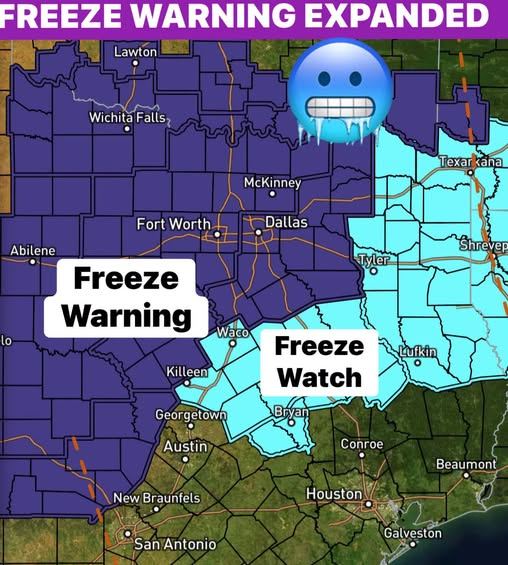 FREEZE WARNING EXPANDED
Lawton
Wichita Falls
Texarkana
McKinney
Fort Worth
Dallas
Shrevep
Abilene
Tyler
Freeze
Warning
Waco
lo
Freeze
Watch
Lufkin
Killeen
Georgetown
Bryan
Austin
Conroe
Beaumont
New Braunfels
Houston
San Antonio
Galveston